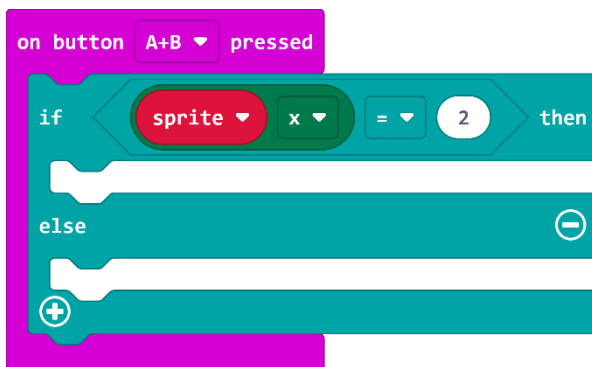 on button A+B pressed
if sprite x = 2 then
else